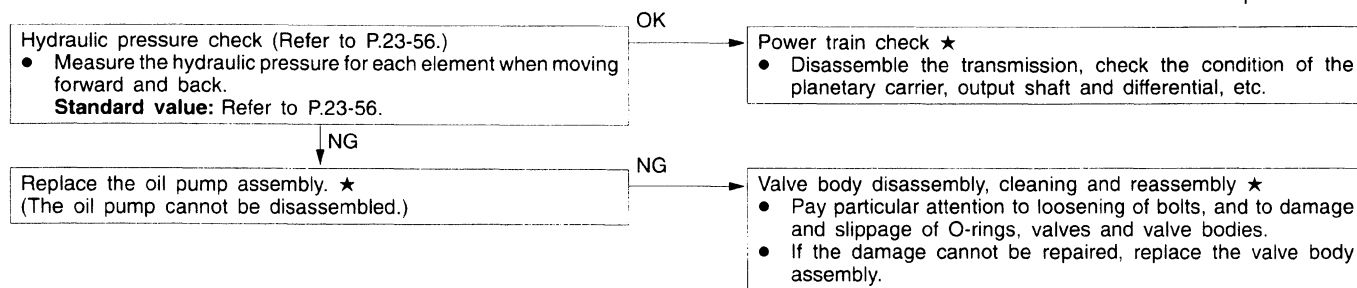 OK
Hydraulic pressure check (Refer to P.23-56.)
● Measure the hydraulic pressure for each element when moving
forward and back.
Standard value: Refer to P.23-56.
Power train check ★
● Disassemble the transmission, check the condition of the
planetary carrier, output shaft and differential, etc.
NG
Replace the oil pump assembly. ★
(The oil pump cannot be disassembled.)
NG
Valve body disassembly, cleaning and reassembly ★
● Pay particular attention to loosening of bolts, and to damage
and slippage of O-rings, valves and valve bodies.
● If the damage cannot be repaired, replace the valve body
assembly.